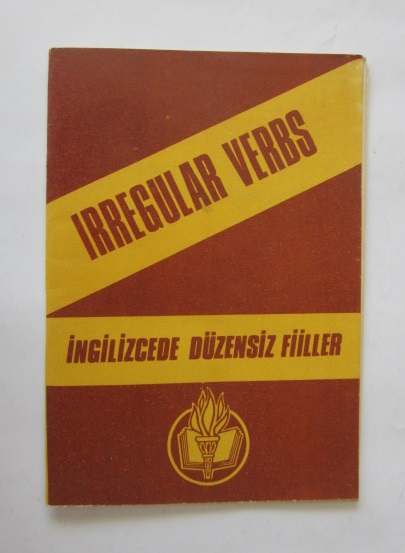 IRREGULAR VERBS
İNGİLİZCEDE DÜZENSİZ FİİLLER